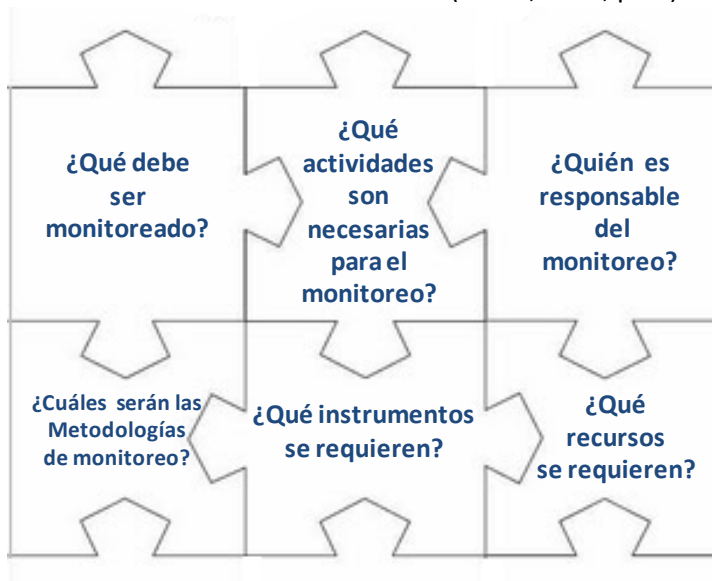 ¿Qué debe
ser
monitoreado?
¿Qué
actividades
son
necesarias
para el
monitoreo?
¿Quién es
responsable
del
monitoreo?
¿Cuáles serán las
Metodologías
de monitoreo?
¿Qué instrumentos
se requieren?
¿Qué
recursos
se requieren?